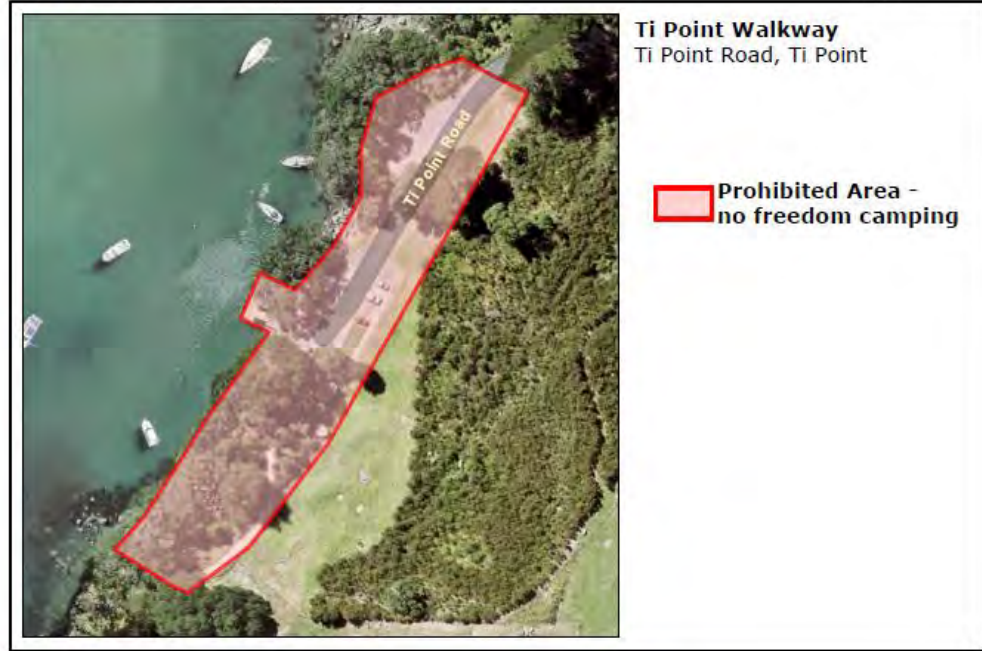 Ti Point Walkway
Ti Point Road, Ti Point
Ti Point Road
Prohibited Area -
no freedom camping